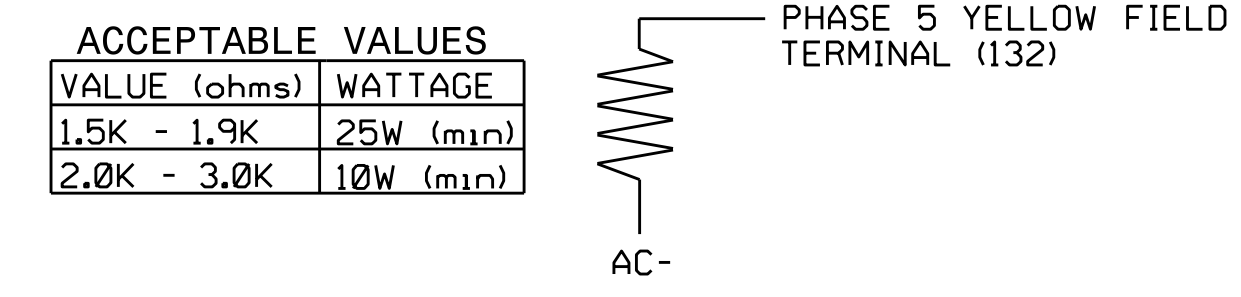 ACCEPTABLE VALUES
VALUE (ohms) WATTAGE
1.5K - 1.9K 25W (min)
2.0K - 3.0K 10W (min)
PHASE 5 YELLOW FIELD
TERMINAL (132)
AC-